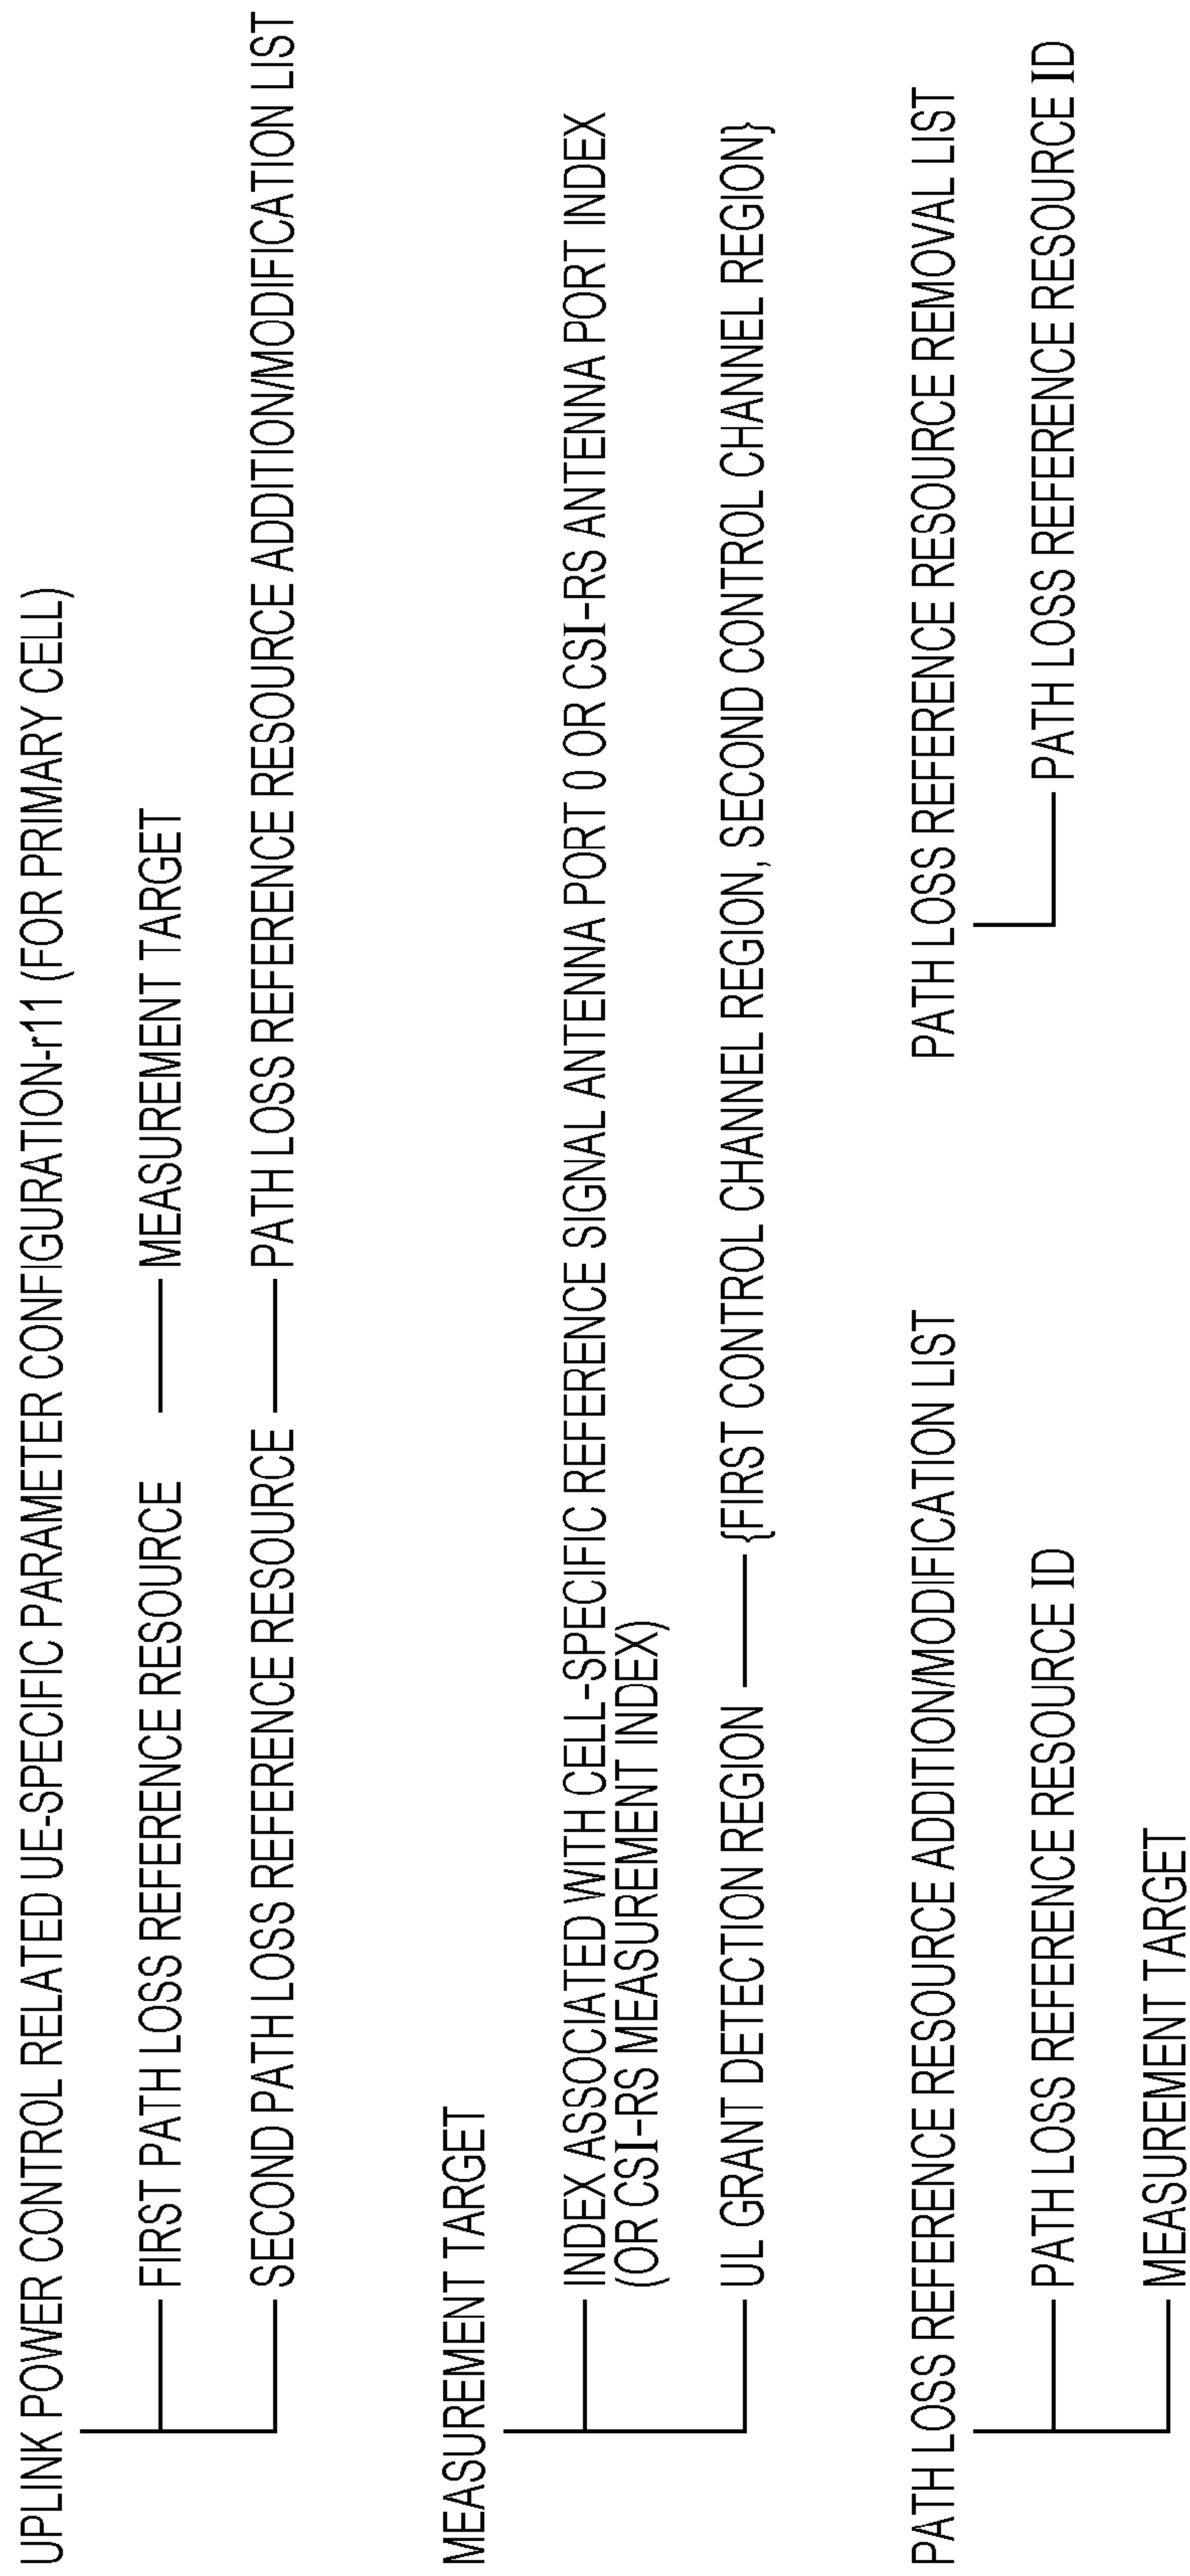 UPLINK POWER CONTROL RELATED UE-SPECIFIC PARAMETER CONFIGURATION-r11 (FOR PRIMARY CELL)
FIRST PATH LOSS REFERENCE RESOURCE MEASUREMENT TARGET
SECOND PATH LOSS REFERENCE RESOURCE PATH LOSS REFERENCE RESOURCE ADDITION/MODIFICATION LIST
MEASUREMENT TARGET
INDEX ASSOCIATED WITH CELL-SPECIFIC REFERENCE SIGNAL ANTENNA PORT 0 OR CSI-RS ANTENNA PORT INDEX
(OR CSI-RS MEASUREMENT INDEX)
UL GRANT DETECTION REGION {FIRST CONTROL CHANNEL REGION, SECOND CONTROL CHANNEL REGION}
PATH LOSS REFERENCE RESOURCE ADDITION/MODIFICATION LIST
PATH LOSS REFERENCE RESOURCE ID
MEASUREMENT TARGET
PATH LOSS REFERENCE RESOURCE REMOVAL LIST
PATH LOSS REFERENCE RESOURCE ID